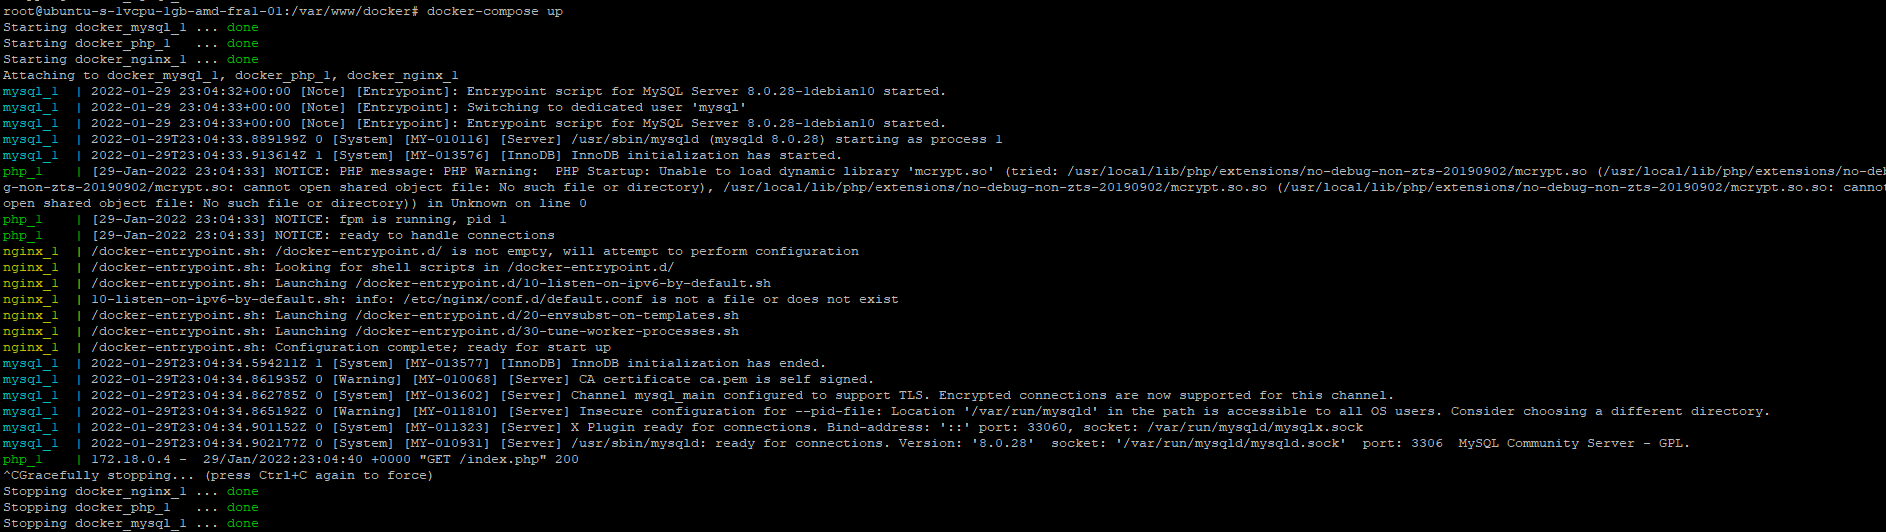 root@ubuntu-s-1vcpu-1gb-amd-fra1-01:/var/www/docker# docker-compose up
Starting docker_mysql_1 ... done
Starting docker_php_1   ... done
Starting docker_nginx_1 ... done
Attaching to docker_mysql_1, docker_php_1, docker_nginx_1
mysql_1  | 2022-01-29 23:04:32+00:00 [Note] [Entrypoint]: Entrypoint script for MySQL Server 8.0.28-1debian10 started.
mysql_1  | 2022-01-29 23:04:33+00:00 [Note] [Entrypoint]: Switching to dedicated user 'mysql'
mysql_1  | 2022-01-29 23:04:33+00:00 [Note] [Entrypoint]: Entrypoint script for MySQL Server 8.0.28-1debian10 started.
mysql_1  | 2022-01-29T23:04:33.889199Z 0 [System] [MY-010116] [Server] /usr/sbin/mysqld (mysqld 8.0.28) starting as process 1
mysql_1  | 2022-01-29T23:04:33.913614Z 1 [System] [MY-013576] [InnoDB] InnoDB initialization has started.
php_1    | [29-Jan-2022 23:04:33] NOTICE: PHP message: PHP Warning:  PHP Startup: Unable to load dynamic library 'mcrypt.so' (tried: /usr/local/lib/php/extensions/no-debug-non-zts-20190902/mcrypt.so (/usr/local/lib/php/extensions/no-deb
g-non-zts-20190902/mcrypt.so: cannot open shared object file: No such file or directory), /usr/local/lib/php/extensions/no-debug-non-zts-20190902/mcrypt.so.so (/usr/local/lib/php/extensions/no-debug-non-zts-20190902/mcrypt.so.so: cannot
open shared object file: No such file or directory)) in Unknown on line 0
php_1    | [29-Jan-2022 23:04:33] NOTICE: fpm is running, pid 1
php_1    | [29-Jan-2022 23:04:33] NOTICE: ready to handle connections
nginx_1  | /docker-entrypoint.sh: /docker-entrypoint.d/ is not empty, will attempt to perform configuration
nginx_1  | /docker-entrypoint.sh: Looking for shell scripts in /docker-entrypoint.d/
nginx_1  | /docker-entrypoint.sh: Launching /docker-entrypoint.d/10-listen-on-ipv6-by-default.sh
nginx_1  | 10-listen-on-ipv6-by-default.sh: info: /etc/nginx/conf.d/default.conf is not a file or does not exist
nginx_1  | /docker-entrypoint.sh: Launching /docker-entrypoint.d/20-envsubst-on-templates.sh
nginx_1  | /docker-entrypoint.sh: Launching /docker-entrypoint.d/30-tune-worker-processes.sh
nginx_1  | /docker-entrypoint.sh: Configuration complete; ready for start up
mysql_1  | 2022-01-29T23:04:34.594211Z 1 [System] [MY-013577] [InnoDB] InnoDB initialization has ended.
mysql_1  | 2022-01-29T23:04:34.861935Z 0 [Warning] [MY-010068] [Server] CA certificate ca.pem is self signed.
mysql_1  | 2022-01-29T23:04:34.862785Z 0 [System] [MY-013602] [Server] Channel mysql_main configured to support TLS. Encrypted connections are now supported for this channel.
mysql_1  | 2022-01-29T23:04:34.865192Z 0 [Warning] [MY-011810] [Server] Insecure configuration for --pid-file: Location '/var/run/mysqld' in the path is accessible to all OS users. Consider choosing a different directory.
mysql_1  | 2022-01-29T23:04:34.901152Z 0 [System] [MY-011323] [Server] X Plugin ready for connections. Bind-address: '::' port: 33060, socket: /var/run/mysqld/mysqlx.sock
mysql_1  | 2022-01-29T23:04:34.902177Z 0 [System] [MY-010931] [Server] /usr/sbin/mysqld: ready for connections. Version: '8.0.28'  socket: '/var/run/mysqld/mysqld.sock'  port: 3306  MySQL Community Server - GPL.
php_1    | 172.18.0.4 -  29/Jan/2022:23:04:40 +0000 "GET /index.php" 200
^CGracefully stopping... (press Ctrl+C again to force)
Stopping docker_nginx_1 ... done
Stopping docker_php_1   ... done
Stopping docker_mysql_1 ... done